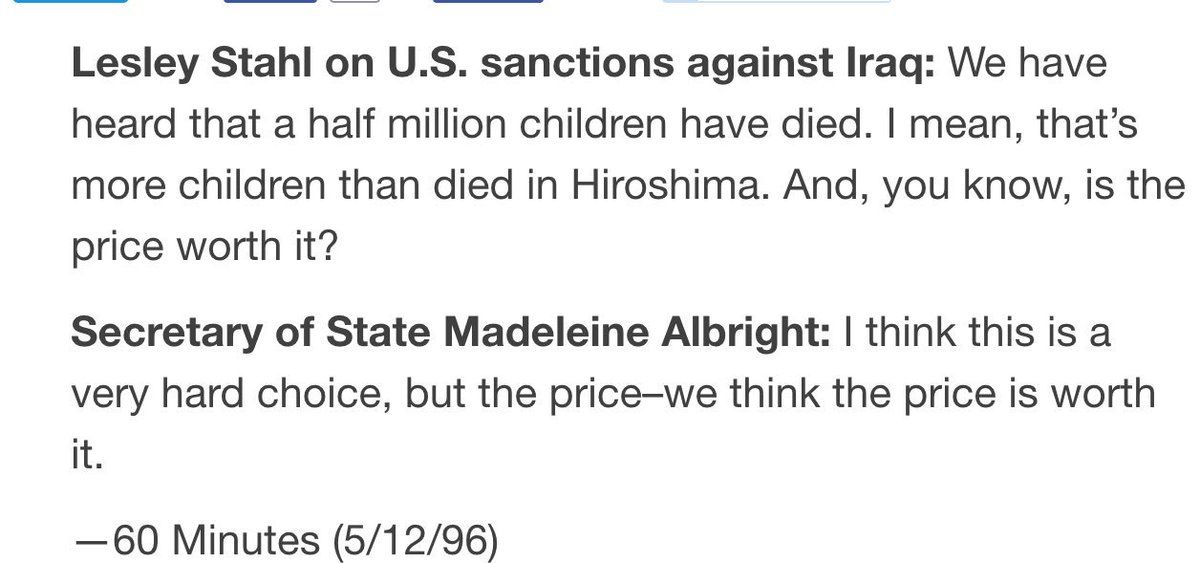 Lesley Stahl on U.S. sanctions against Iraq: We have
heard that a half million children have died. I mean, that’s
more children than died in Hiroshima. And, you know, is the
price worth it?
Secretary of State Madeleine Albright: I think this is a
very hard choice, but the price–we think the price is worth
it.
—60 Minutes (5/12/96)